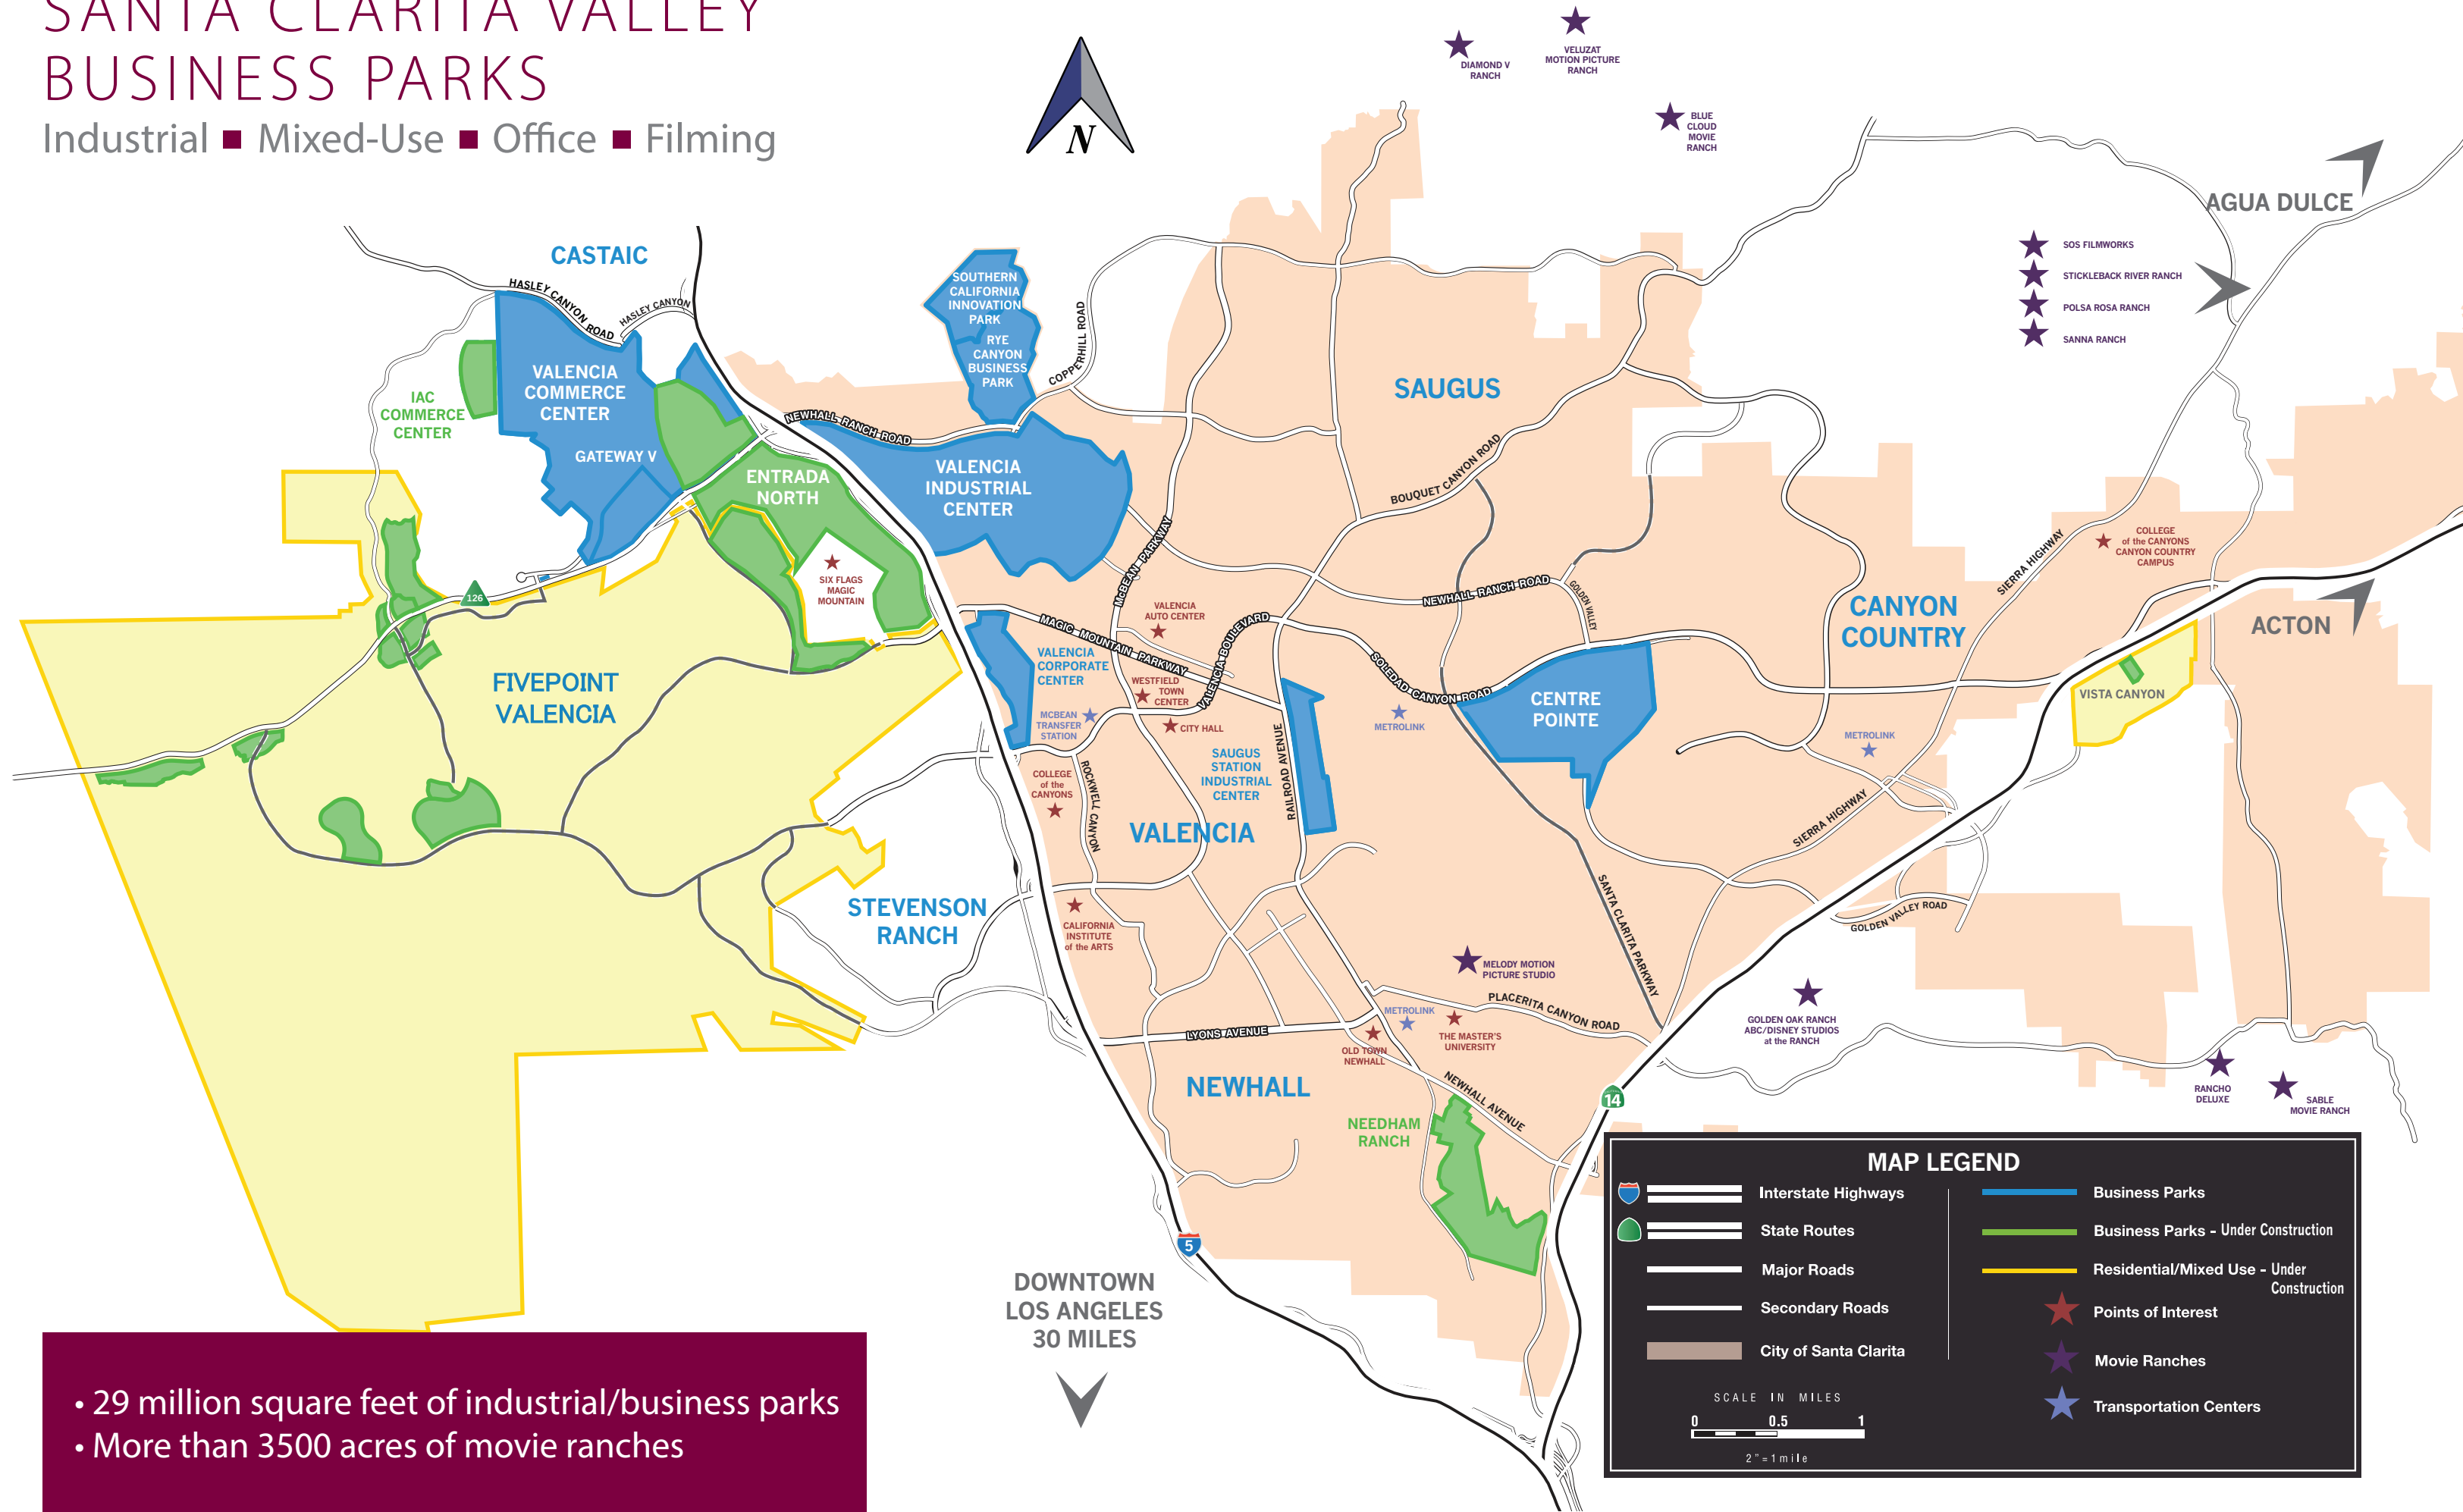 SANTA CLARITA VALLEY
BUSINESS PARKS
Industrial ■ Mixed-Use ■ Office ■ Filming
N
DIAMOND V
RANCH
VELUZAT
MOTION PICTURE
RANCH
BLUE
CLOUD
MOVIE
RANCH
AGUA DULCE
SOS FILMWORKS
STICKLEBACK RIVER RANCH
POLSA ROSA RANCH
SANNA RANCH
CASTAIC
HASLEY CANYON ROAD
HASLEY CANYON
SOUTHERN
CALIFORNIA
INNOVATION
PARK
RYE
CANYON
BUSINESS
PARK
COPPERHILL ROAD
VALENCIA
COMMERCE
CENTER
IAC
COMMERCE
CENTER
GATEWAY V
NEWHALL RANCH ROAD
SAUGUS
ENTRADA
NORTH
VALENCIA
INDUSTRIAL
CENTER
BOUQUET CANYON ROAD
McBEAN PARKWAY
SIX FLAGS
MAGIC
MOUNTAIN
126
NEWHALL RANCH ROAD
GOLDEN VALLEY
SIERRA HIGHWAY
COLLEGE
of the CANYONS
CANYON COUNTRY
CAMPUS
CANYON
COUNTRY
ACTON
VALENCIA
AUTO CENTER
MAGIC MOUNTAIN PARKWAY
VALENCIA BOULEVARD
SOLEDAD CANYON ROAD
VALENCIA
CORPORATE
CENTER
WESTFIELD
TOWN
CENTER
MCBEAN
TRANSFER
STATION
CITY HALL
METROLINK
CENTRE
POINTE
METROLINK
VISTA CANYON
FIVEPOINT
VALENCIA
SAUGUS
STATION
INDUSTRIAL
CENTER
RAILROAD AVENUE
COLLEGE
of the
CANYONS
ROCKWELL CANYON
VALENCIA
SIERRA HIGHWAY
STEVENSON
RANCH
CALIFORNIA
INSTITUTE
of the ARTS
SANTA CLARITA PARKWAY
GOLDEN VALLEY ROAD
MELODY MOTION
PICTURE STUDIO
PLACERITA CANYON ROAD
METROLINK
LYONS AVENUE
OLD TOWN
NEWHALL
THE MASTER'S
UNIVERSITY
GOLDEN OAK RANCH
ABC/DISNEY STUDIOS
at the RANCH
RANCHO
DELUXE
SABLE
MOVIE RANCH
NEWHALL
NEWHALL AVENUE
NEEDHAM
RANCH
14
5
DOWNTOWN
LOS ANGELES
30 MILES
MAP LEGEND
Interstate Highways
State Routes
Major Roads
Secondary Roads
City of Santa Clarita
SCALE IN MILES
0 0.5 1
2"=1mile
Business Parks
Business Parks - Under Construction
Residential/Mixed Use - Under
Construction
Points of Interest
Movie Ranches
Transportation Centers
• 29 million square feet of industrial/business parks
• More than 3500 acres of movie ranches